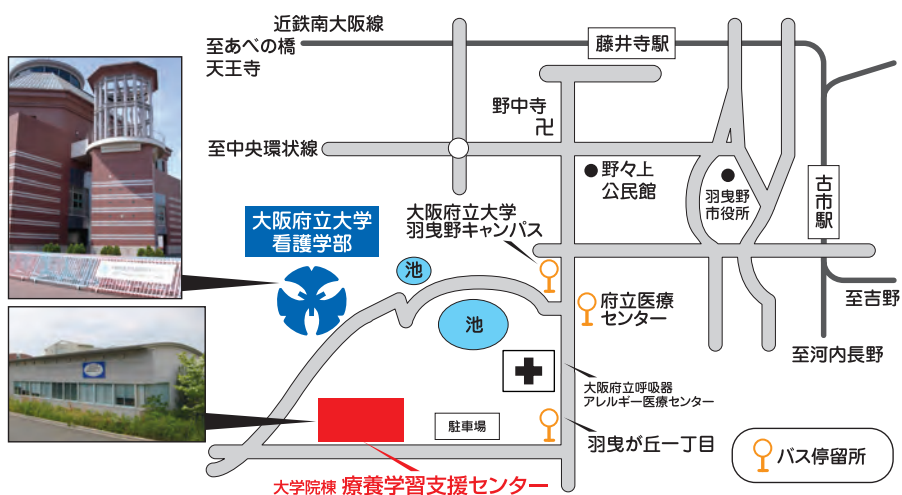 近鉄南大阪線
至あべの橋
天王寺
藤井寺駅
野中寺
卍
至中央環状線
野々上
公民館
羽曳野
市役所
古市駅
大阪府立大学
羽曳野キャンパス
大阪府立大学
看護学部
池
府立医療
センター
至吉野
池
至河内長野
大阪府立呼吸器
アレルギー医療センター
駐車場
羽曳が丘一丁目
バス停留所
大学院棟 療養学習支援センター